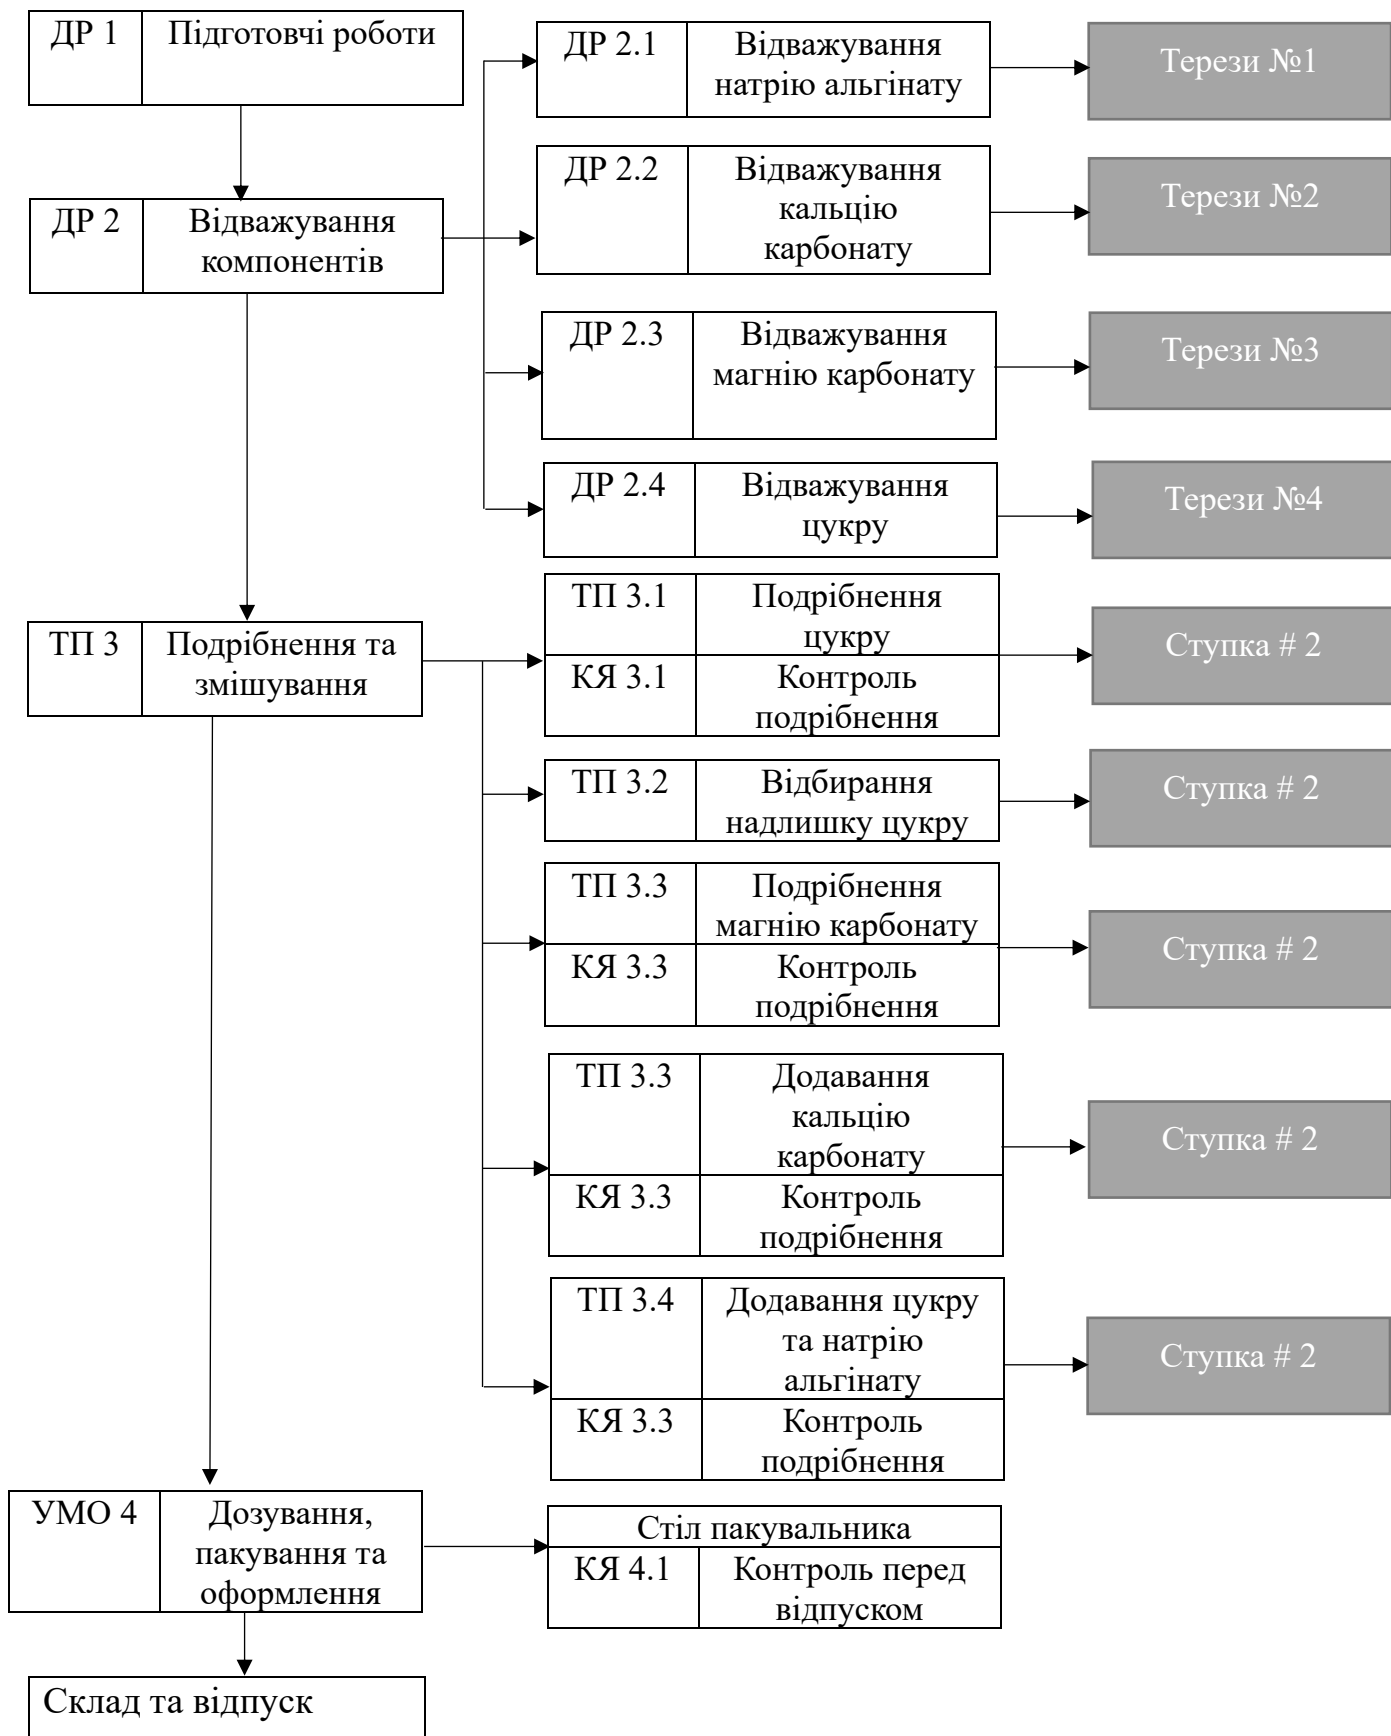 ДР 1
Підготовчі роботи
ДР 2.1
Відважування
натрію альгінату
Терези №1
ДР 2.2
Відважування
кальцію
карбонату
Терези №2
ДР 2
Відважування
компонентів
ДР 2.3
Відважування
магнію карбонату
Терези №3
ДР 2.4
Відважування
цукру
Терези №4
ТП 3
Подрібнення та
змішування
ТП 3.1
Подрібнення
цукру
КЯ 3.1
Контроль
подрібнення
Ступка # 2
ТП 3.2
Відбирання
надлишку цукру
Ступка # 2
ТП 3.3
Подрібнення
магнію карбонату
КЯ 3.3
Контроль
подрібнення
Ступка # 2
ТП 3.3
Додавання
кальцію
карбонату
КЯ 3.3
Контроль
подрібнення
Ступка # 2
ТП 3.4
Додавання цукру
та натрію
альгінату
КЯ 3.3
Контроль
подрібнення
Ступка # 2
УМО 4
Дозування,
пакування та
оформлення
Стіл пакувальника
КЯ 4.1
Контроль перед
відпуском
Склад та відпуск